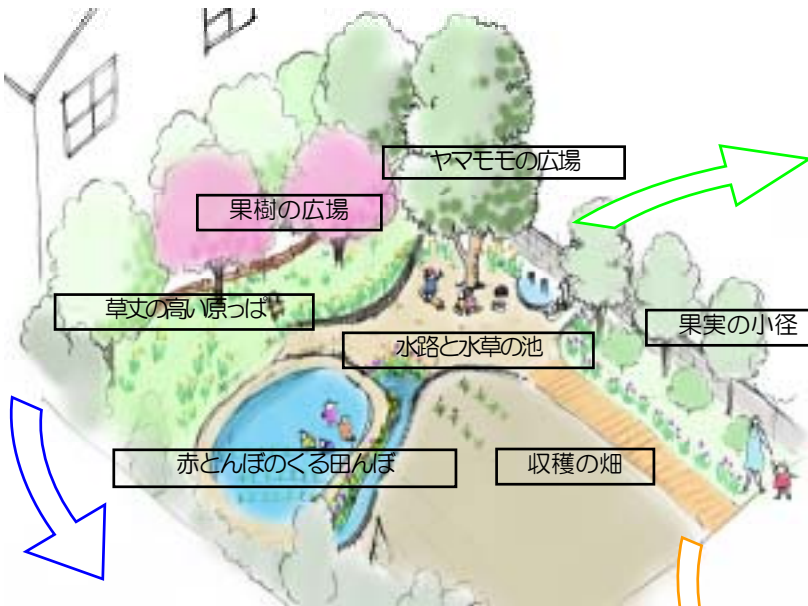 ヤマモモの広場
果樹の広場
草丈の高い原っぱ
果実の小径
水路と水草の池
赤とんぼのくる田んぼ
収穫の畑